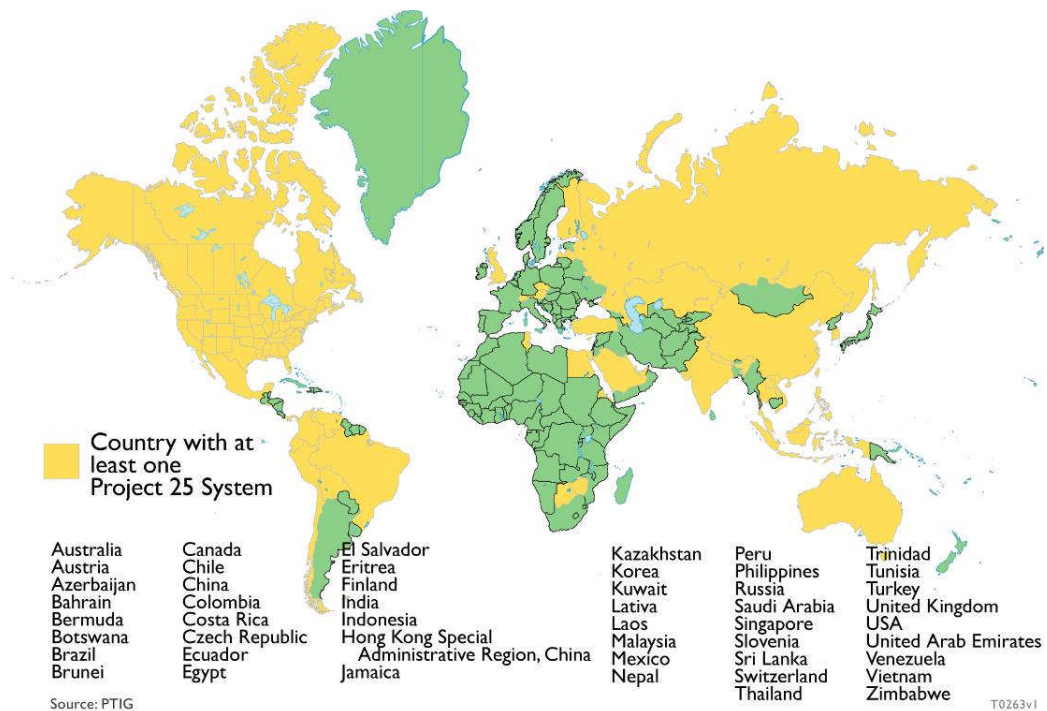 Country with at
least one
Project 25 System
Australia
Austria
Azerbaijan
Bahrain
Bermuda
Botswana
Brazil
Brunei
Canada
Chile
China
Colombia
Costa Rica
Czech Republic
Ecuador
Egypt
El Salvador
Eritrea
Finland
India
Indonesia
Hong Kong Special
Administrative Region, China
Jamaica
Kazakhstan
Korea
Kuwait
Lativa
Laos
Malaysia
Mexico
Nepal
Peru
Philippines
Russia
Saudi Arabia
Singapore
Slovenia
Sri Lanka
Switzerland
Thailand
Trinidad
Tunisia
Turkey
United Kingdom
USA
United Arab Emirates
Venezuela
Vietnam
Zimbabwe
Source: PTIG
T0263v1